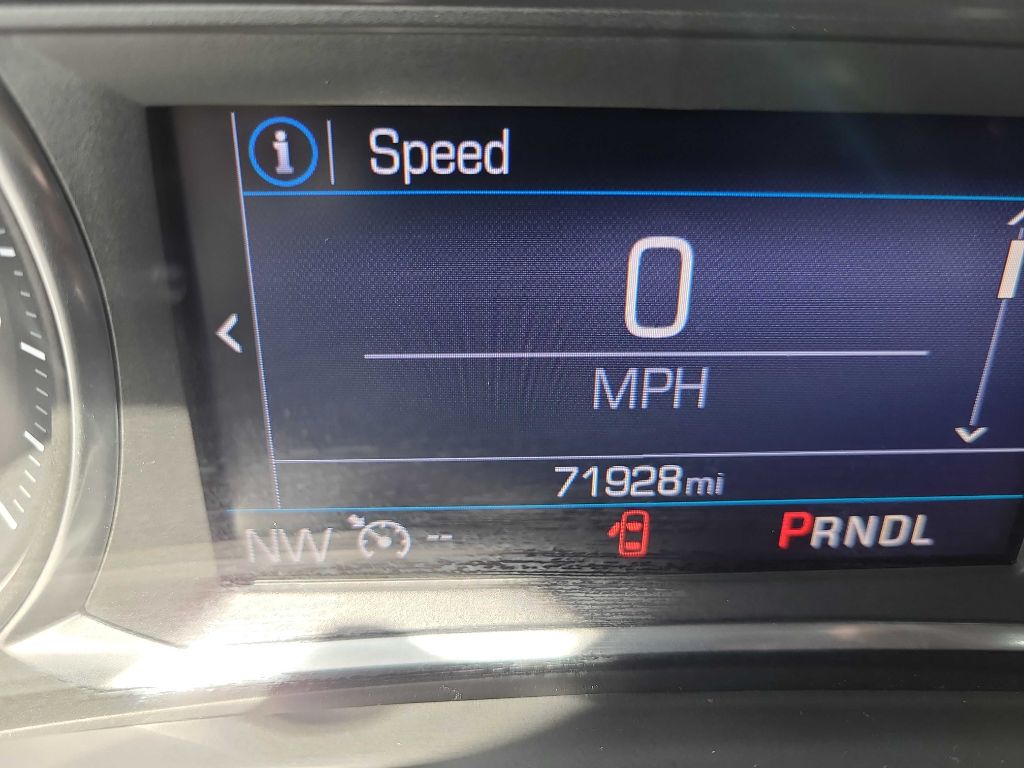 i Speed
0
MPH
71928mi
NW -- PRNDL